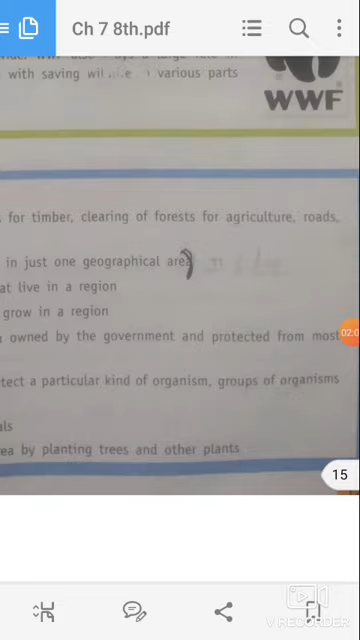 Ch 7 8th.pdf
with saving various parts
WWF
for timber, clearing of forests for agriculture, roads,
in just one geographical area
at live in a region
grow in a region
owned by the government and protected from most
02:0
tect a particular kind of organism, groups of organisms
als
ea by planting trees and other plants
15
V RECORDER